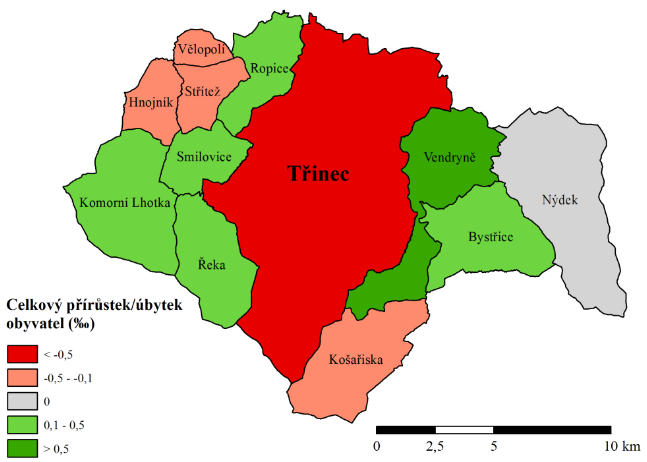 Vělopolí
Ropice
Střítež
Hnojník
Smilovice
Vendryně
Třinec
Komorní Lhotka
Nýdek
Bystřice
Řeka
Košařiska
Celkový přírůstek/úbytek
obyvatel (‰)
< -0,5
-0,5 - -0,1
0
0,1 - 0,5
> 0,5
0 2,5 5 10 km